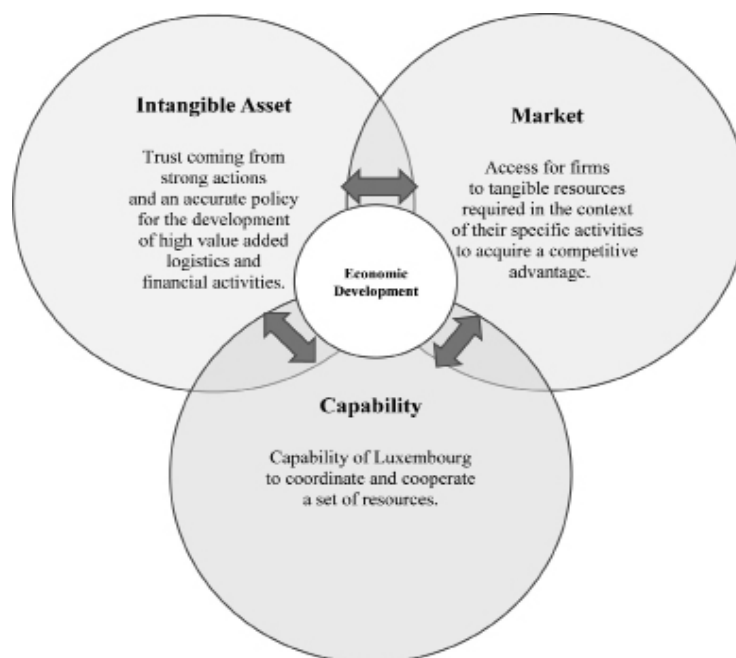 Intangible Asset
Trust coming from
strong actions
and an accurate policy
for the development
of high value added
logistics and
financial activities.
Market
Access for firms
to tangible resources
required in the context
of their specific activities
to acquire a competitive
advantage.
Economic
Development
Capability
Capability of Luxembourg
to coordinate and cooperate
a set of resources.